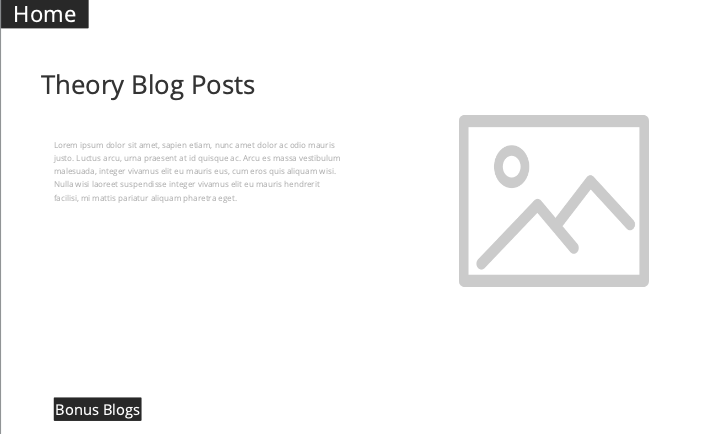 Home
Theory Blog Posts
Lorem ipsum dolor sit amet, sapien etiam, nunc amet dolor ac odio mauris
justo. Luctus arcu, urna praesent at id quisque ac. Arcu es massa vestibulum
malesuada, integer vivamus elit eu mauris eus, cum eros quis aliquam wisi.
Nulla wisi laoreet suspendisse integer vivamus elit eu mauris hendrerit
facilisi, mi mattis pariatur aliquam pharetra eget.
Bonus Blogs